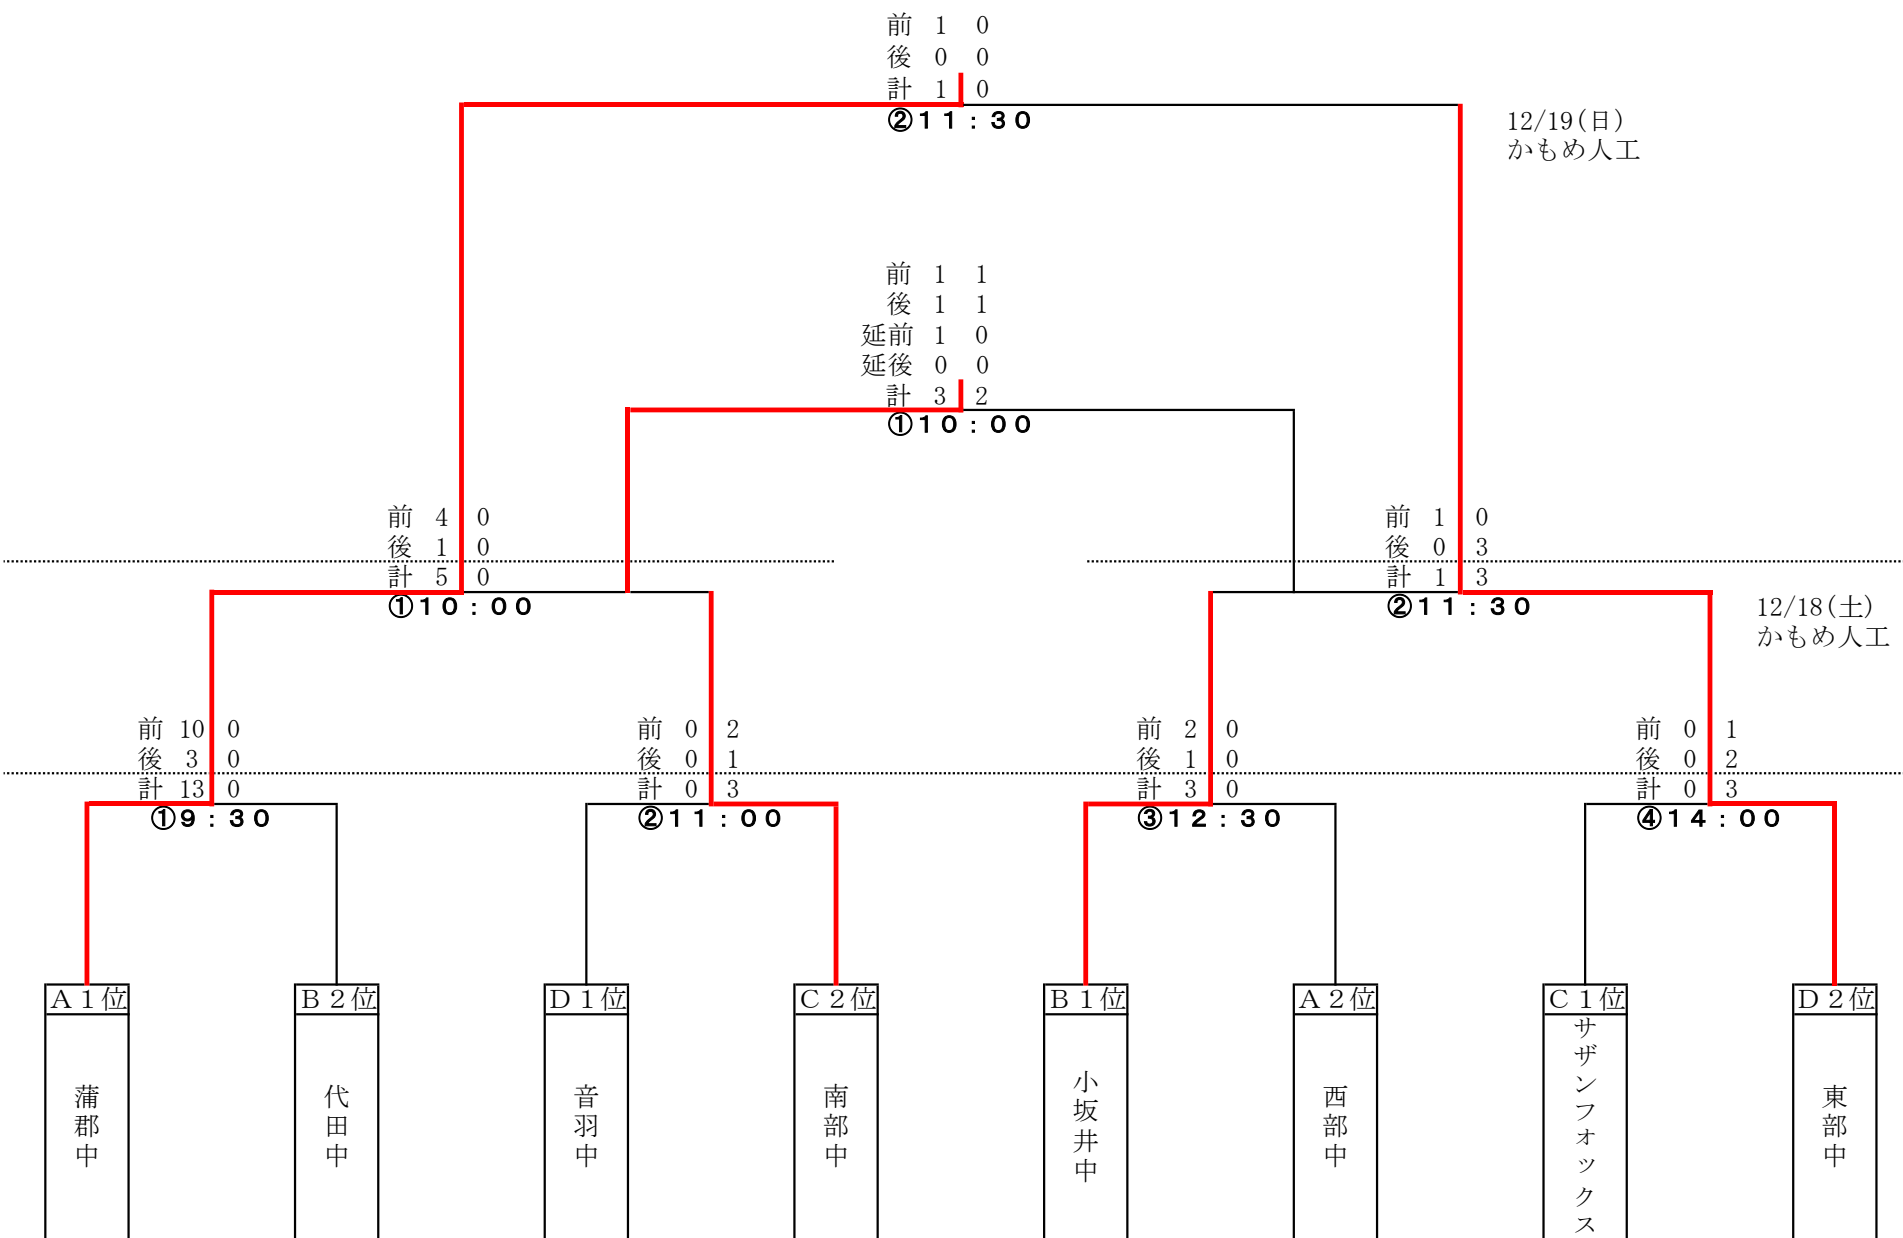 前 1 0
後 0 0
計 1 0
②11:30
12/19(日)
かもめ人工
前 1 1
後 1 1
延前 1 0
延後 0 0
計 3 2
①10:00
前 4 0
後 1 0
計 5 0
①10:00
前 1 0
後 0 3
計 1 3
②11:30
12/18(土)
かもめ人工
前 10 0
後 3 0
計 13 0
①9:30
前 0 2
後 0 1
計 0 3
②11:00
前 2 0
後 1 0
計 3 0
③12:30
前 0 1
後 0 2
計 0 3
④14:00
A1位
蒲郡中
B2位
代田中
D1位
音羽中
C2位
南部中
B1位
小坂井中
A2位
西部中
C1位
サザンフォックス
D2位
東部中